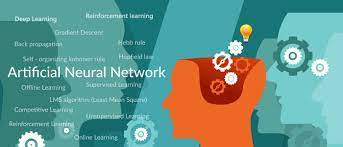 Deep Learning
Reinforcement learning
Gradient Descent
Back propagation
Hebb rule
Self - organizing kohonen rule
Hopfield law
Artificial Neural Network
Offline Learning
Supervised Learning
LMS algorithm (Least Mean Square)
Competitive Learning
Unsupervised Learning
Reinforcement Learning
Online Learning